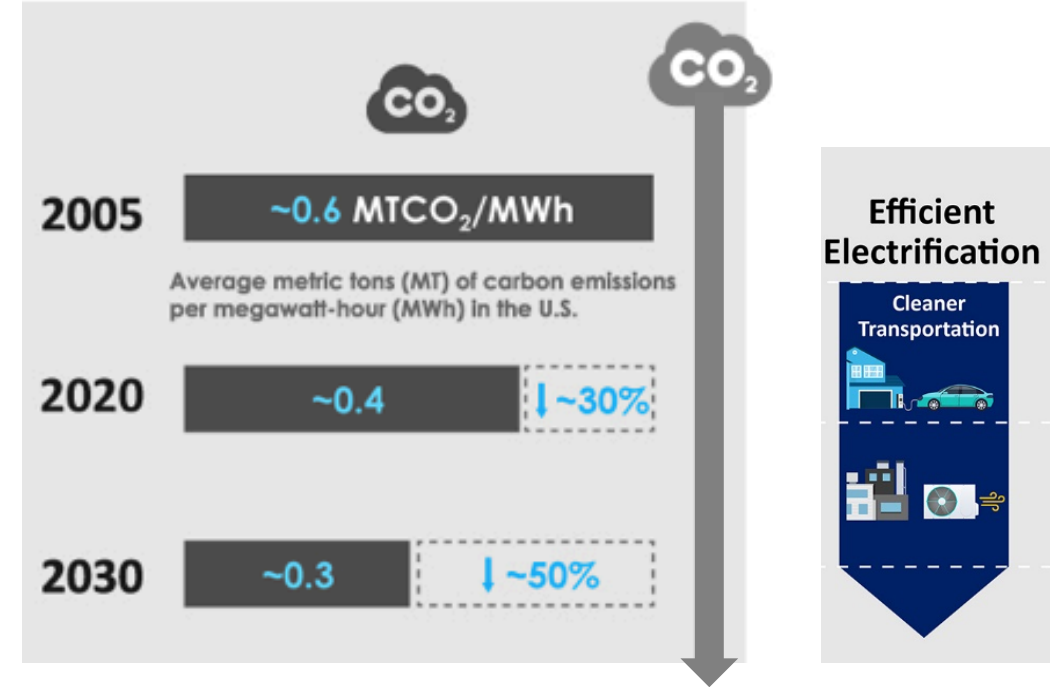 CO₂
CO₂
2005
~0.6 MTCO₂/MWh
Average metric tons (MT) of carbon emissions
per megawatt-hour (MWh) in the U.S.
2020
~0.4
↓ ~30%
2030
~0.3
↓ ~50%
Efficient
Electrification
Cleaner
Transportation